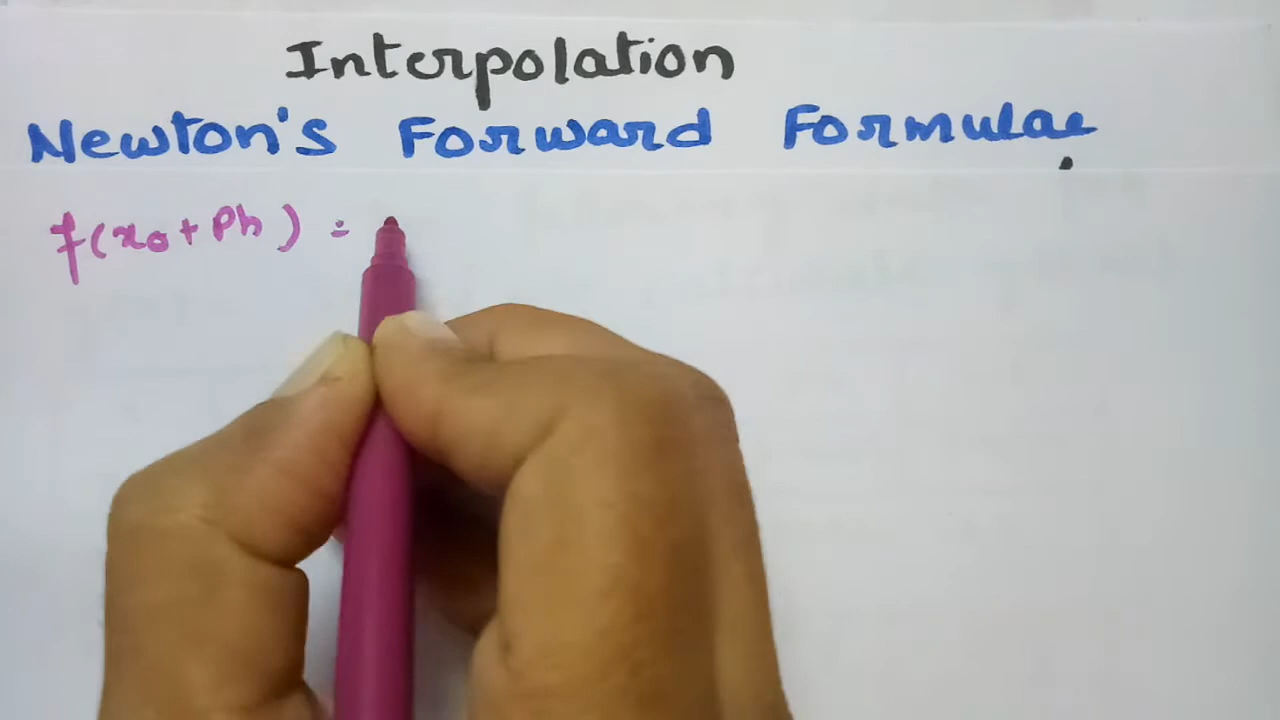 Interpolation
Newton's Forward Formulae
f(x₀+Ph) =